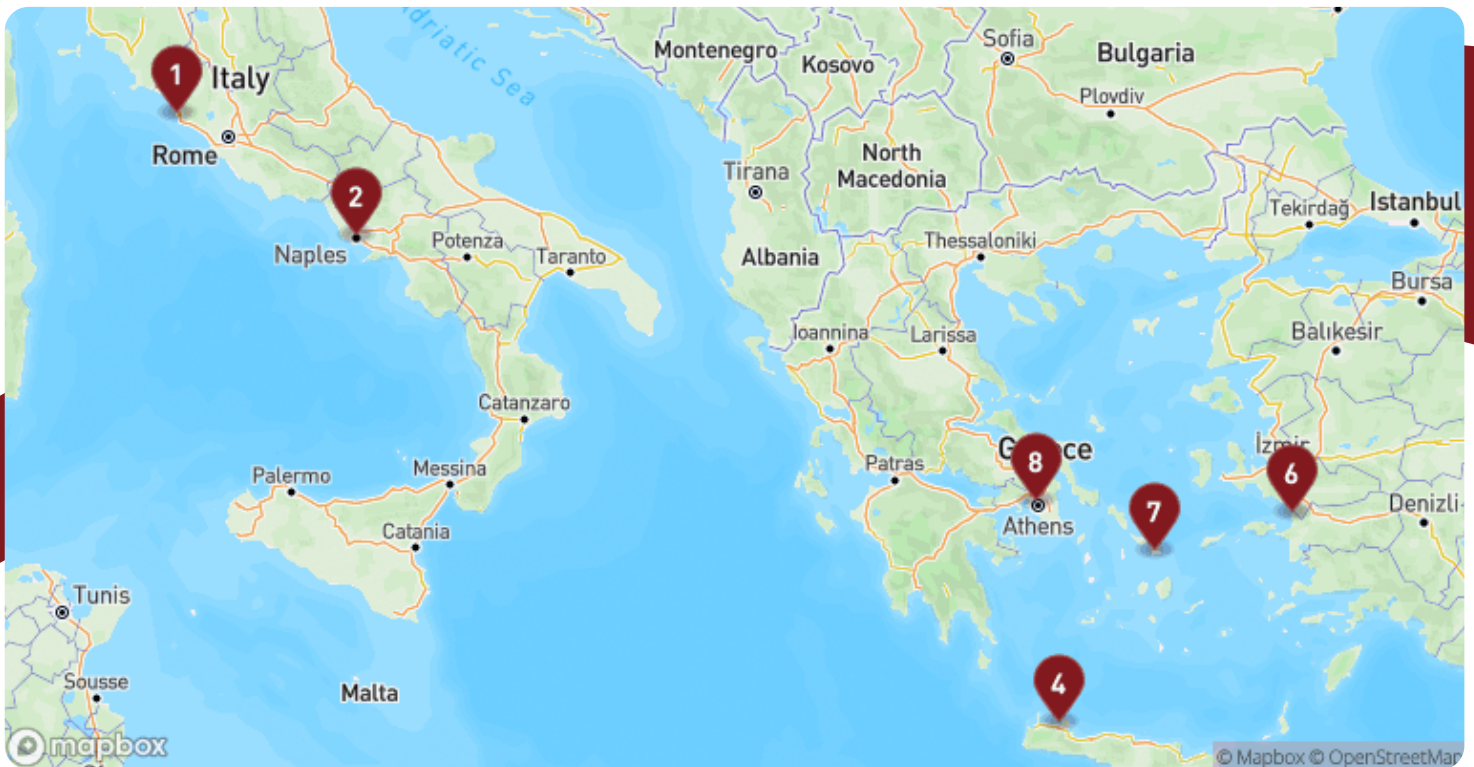 Adriatic Sea
Montenegro
Kosovo
Sofia
Bulgaria
1
Italy
Plovdiv
Rome
North
Macedonia
Tirana
2
Tekirdağ
Istanbul
Naples
Potenza
Taranto
Albania
Thessaloniki
Bursa
Ioannina
Larissa
Balıkesir
Catanzaro
Messina
Palermo
Patras
8
İzmir
6
Denizli
Catania
Athens
7
Tunis
Sousse
Malta
4
mapbox
© Mapbox © OpenStreetMap